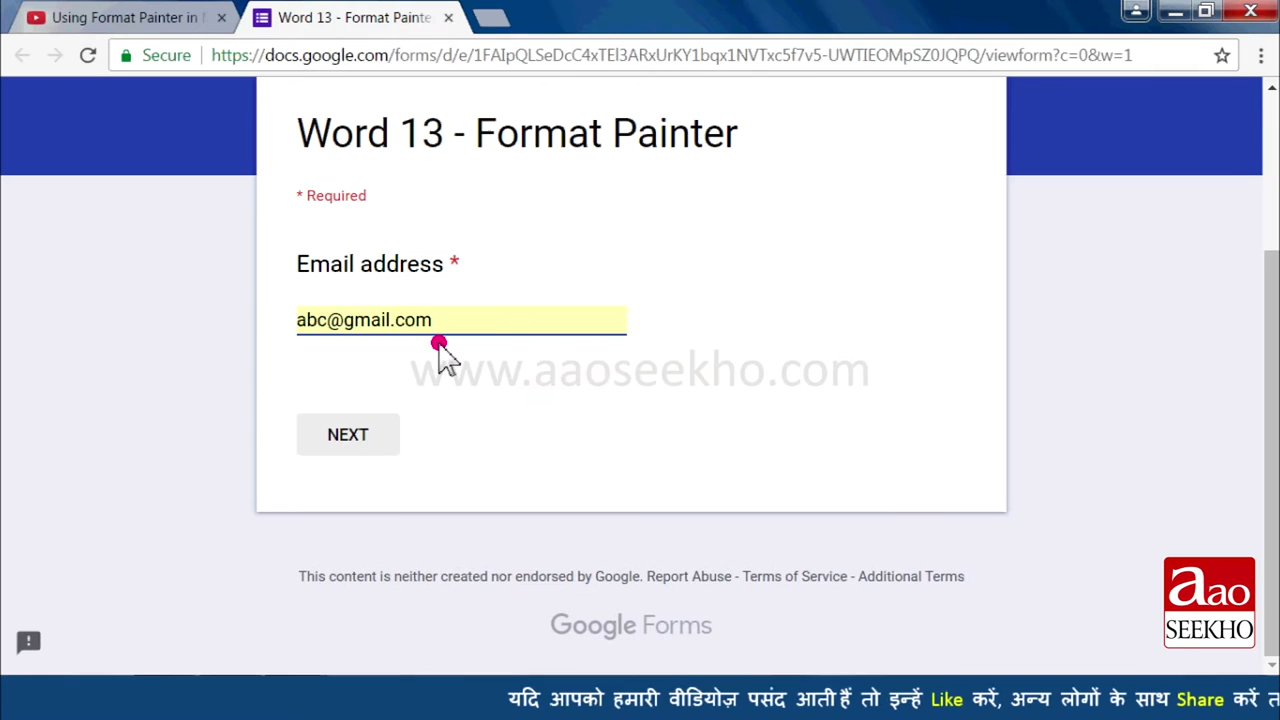 Using Format Painter in
Word 13 - Format Painte
Secure
https://docs.google.com/forms/d/e/1FAIpQLSeDcC4xTEl3ARxUrKY1bqx1NVTxc5f7v5-UWTIEOMpSZ0JQPQ/viewform?c=0&w=1
Word 13 - Format Painter
* Required
Email address *
abc@gmail.com
www.aaoseekho.com
NEXT
This content is neither created nor endorsed by Google. Report Abuse - Terms of Service - Additional Terms
Google Forms
aao
SEEKHO
यदि आपको हमारी वीडियोज़ पसंद आती हैं तो इन्हें Like करें, अन्य लोगों के साथ Share करें